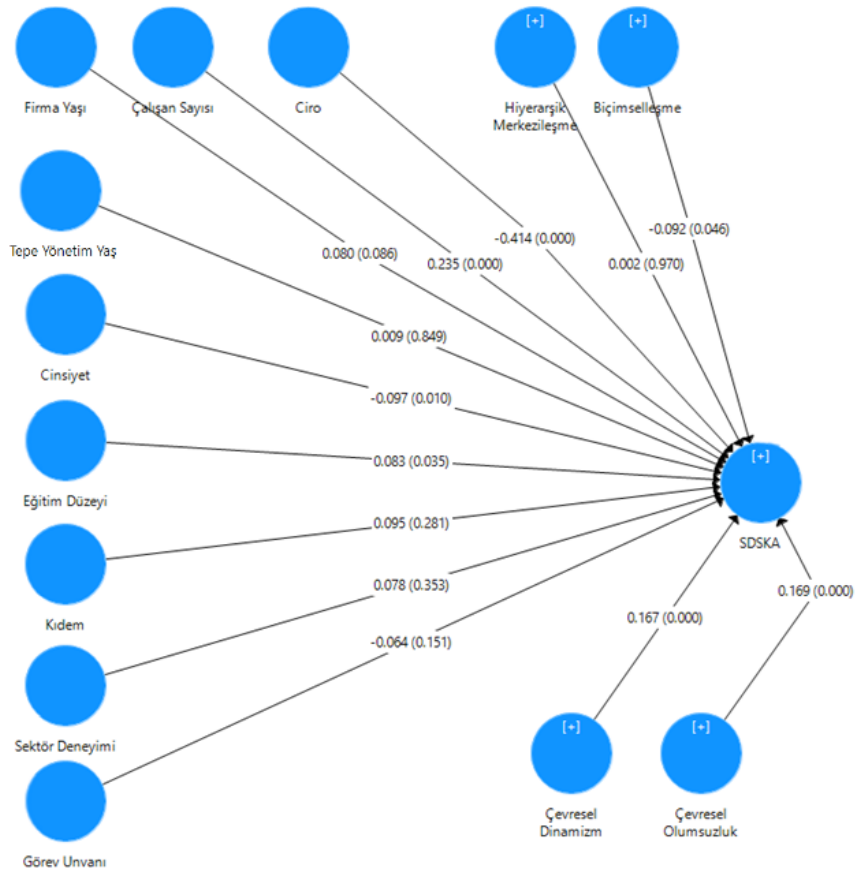 [+]
[+]
Firma Yaşı
Çalışan Sayısı
Ciro
Hiyerarşik
Merkezileşme
Biçimselleşme
Tepe Yönetim Yaş
0.080 (0.086)
0.235 (0.000)
-0.414 (0.000)
0.002 (0.970)
-0.092 (0.046)
Cinsiyet
0.009 (0.849)
-0.097 (0.010)
Eğitim Düzeyi
0.083 (0.035)
[+]
SDSKA
0.095 (0.281)
Kıdem
0.078 (0.353)
0.167 (0.000)
0.169 (0.000)
-0.064 (0.151)
Sektör Deneyimi
[+]
[+]
Çevresel
Dinamizm
Çevresel
Olumsuzluk
Görev Unvanı